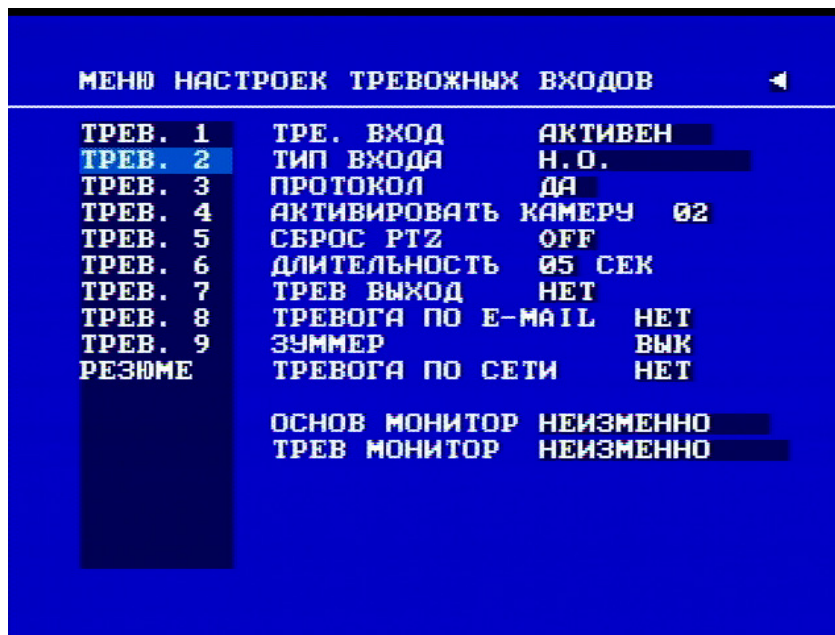 МЕНЮ НАСТРОЕК ТРЕВОЖНЫХ ВХОДОВ
ТРЕВ. 1 ТРЕ. ВХОД АКТИВЕН
ТРЕВ. 2 ТИП ВХОДА Н.О.
ТРЕВ. 3 ПРОТОКОЛ ДА
ТРЕВ. 4 АКТИВИРОВАТЬ КАМЕРУ 02
ТРЕВ. 5 СБРОС PTZ OFF
ТРЕВ. 6 ДЛИТЕЛЬНОСТЬ 05 СЕК
ТРЕВ. 7 ТРЕВ ВЫХОД НЕТ
ТРЕВ. 8 ТРЕВОГА ПО E-MAIL НЕТ
ТРЕВ. 9 ЗУММЕР ВЫК
РЕЗЮМЕ ТРЕВОГА ПО СЕТИ НЕТ
ОСНОВ МОНИТОР НЕИЗМЕННО
ТРЕВ МОНИТОР НЕИЗМЕННО